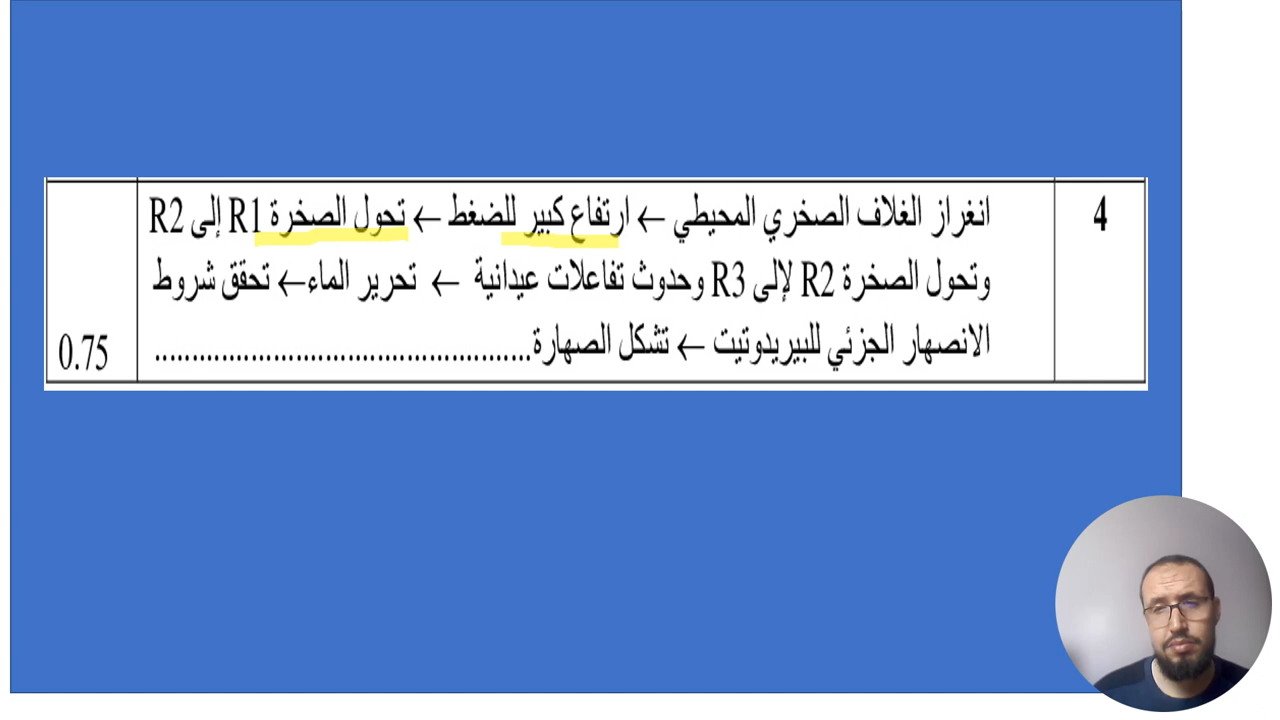 4
انغراز الغلاف الصخري المحيطي ← ارتفاع كبير للضغط ← تحول الصخرة R1 إلى R2
وتحول الصخرة R2 لإلى R3 وحدوث تفاعلات عيدانية ← تحرير الماء← تحقق شروط
الانصهار الجزئي للبيريدوتيت ← تشكل الصهارة................................................
0.75